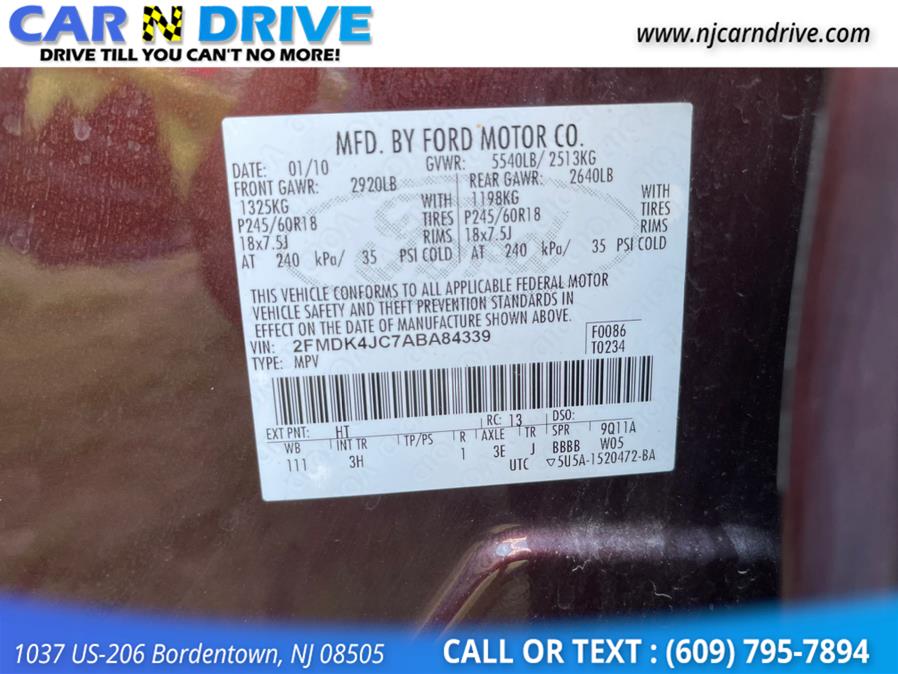 CAR N DRIVE
DRIVE TILL YOU CAN'T NO MORE!
www.njcarndrive.com
MFD. BY FORD MOTOR CO.
DATE: 01/10 GVWR: 5540LB/ 2513KG
FRONT GAWR: 2920LB REAR GAWR: 2640LB
1325KG WITH 1198KG WITH
P245/60R18 TIRES P245/60R18 TIRES
18x7.5J RIMS 18x7.5J RIMS
AT 240 kPa/ 35 PSI COLD AT 240 kPa/ 35 PSI COLD
THIS VEHICLE CONFORMS TO ALL APPLICABLE FEDERAL MOTOR
VEHICLE SAFETY AND THEFT PREVENTION STANDARDS IN
EFFECT ON THE DATE OF MANUFACTURE SHOWN ABOVE.
VIN: 2FMDK4JC7ABA84339 F0086
TYPE: MPV T0234
EXT PNT: HT RC: 13 DSO:
WB INT TR TP/PS R AXLE TR SPR 9Q11A
111 3H 1 3E J BBBB W05
UTC ▽5U5A-1520472-BA
1037 US-206 Bordentown, NJ 08505
CALL OR TEXT : (609) 795-7894